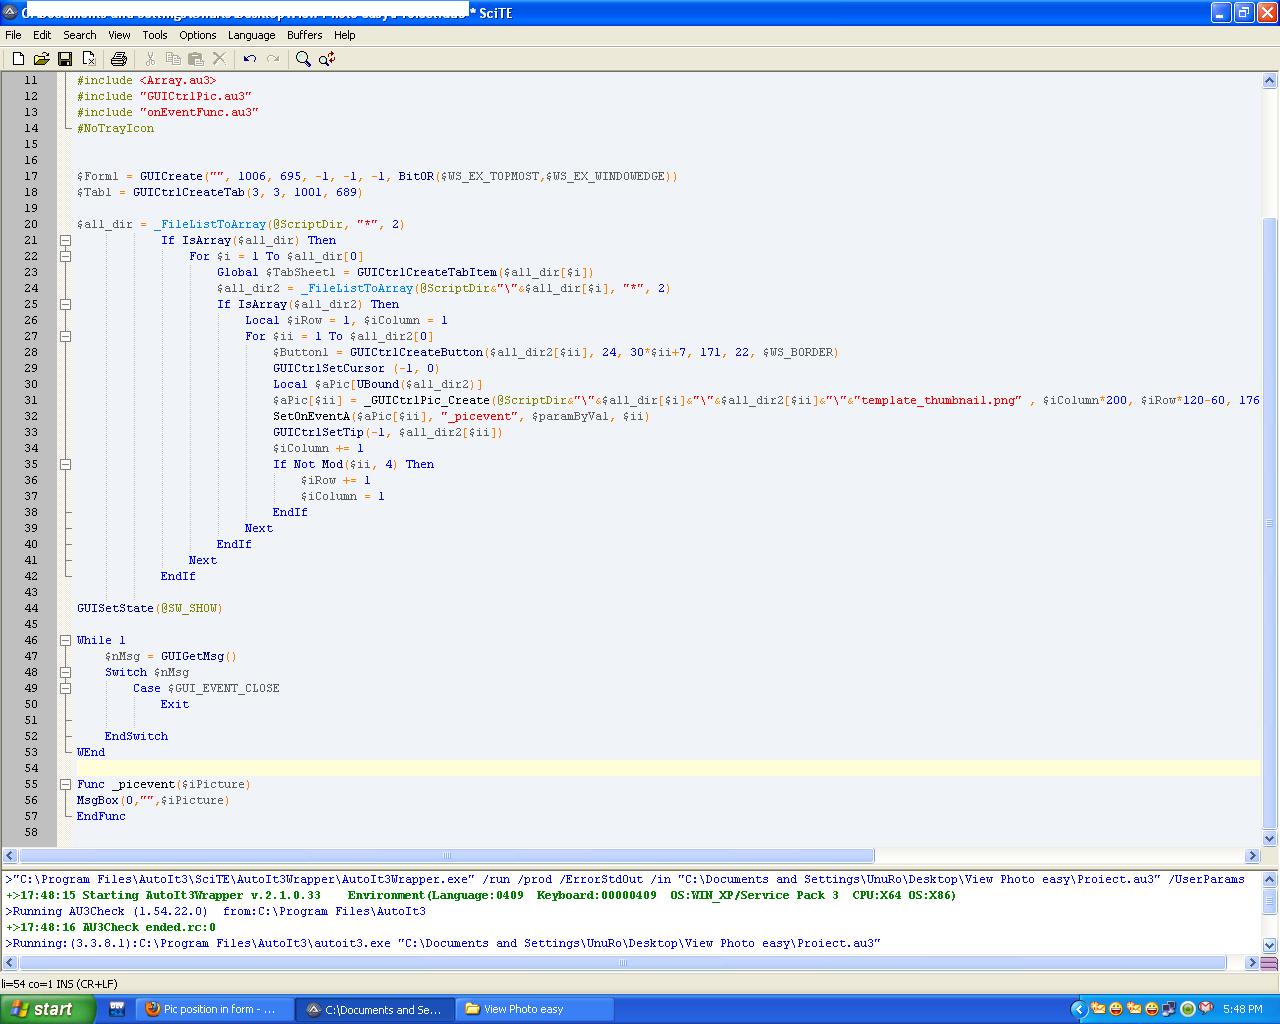 * SciTE
File Edit Search View Tools Options Language Buffers Help
11 #include <Array.au3>
12 #include "GUICtrlPic.au3"
13 #include "onEventFunc.au3"
14 #NoTrayIcon
15
16
17 $Form1 = GUICreate("", 1006, 695, -1, -1, -1, BitOR($WS_EX_TOPMOST,$WS_EX_WINDOWEDGE))
18 $Tab1 = GUICtrlCreateTab(3, 3, 1001, 689)
19
20 $all_dir = _FileListToArray(@ScriptDir, "*", 2)
21 If IsArray($all_dir) Then
22 For $i = 1 To $all_dir[0]
23 Global $TabSheet1 = GUICtrlCreateTabItem($all_dir[$i])
24 $all_dir2 = _FileListToArray(@ScriptDir&"\"&$all_dir[$i], "*", 2)
25 If IsArray($all_dir2) Then
26 Local $iRow = 1, $iColumn = 1
27 For $ii = 1 To $all_dir2[0]
28 $Button1 = GUICtrlCreateButton($all_dir2[$ii], 24, 30*$ii+7, 171, 22, $WS_BORDER)
29 GUICtrlSetCursor (-1, 0)
30 Local $aPic[UBound($all_dir2)]
31 $aPic[$ii] = _GUICtrlPic_Create(@ScriptDir&"\"&$all_dir[$i]&"\"&$all_dir2[$ii]&"\"&"template_thumbnail.png" , $iColumn*200, $iRow*120-60, 176
32 SetOnEventA($aPic[$ii], "_picevent", $paramByVal, $ii)
33 GUICtrlSetTip(-1, $all_dir2[$ii])
34 $iColumn += 1
35 If Not Mod($ii, 4) Then
36 $iRow += 1
37 $iColumn = 1
38 EndIf
39 Next
40 EndIf
41 Next
42 EndIf
43
44 GUISetState(@SW_SHOW)
45
46 While 1
47 $nMsg = GUIGetMsg()
48 Switch $nMsg
49 Case $GUI_EVENT_CLOSE
50 Exit
51
52 EndSwitch
53 WEnd
54
55 Func _picevent($iPicture)
56 MsgBox(0,"",$iPicture)
57 EndFunc
58
>"C:\Program Files\AutoIt3\SciTE\AutoIt3Wrapper\AutoIt3Wrapper.exe" /run /prod /ErrorStdOut /in "C:\Documents and Settings\UnuRo\Desktop\View Photo easy\Proiect.au3" /UserParams
+>17:48:15 Starting AutoIt3Wrapper v.2.1.0.33 Environment(Language:0409 Keyboard:00000409 OS:WIN_XP/Service Pack 3 CPU:X64 OS:X86)
>Running AU3Check (1.54.22.0) from:C:\Program Files\AutoIt3
+>17:48:16 AU3Check ended.rc:0
>Running:(3.3.8.1):C:\Program Files\AutoIt3\autoit3.exe "C:\Documents and Settings\UnuRo\Desktop\View Photo easy\Proiect.au3"
li=54 co=1 INS (CR+LF)
start Pic position in form - ... C:\Documents and Se... View Photo easy 5:48 PM